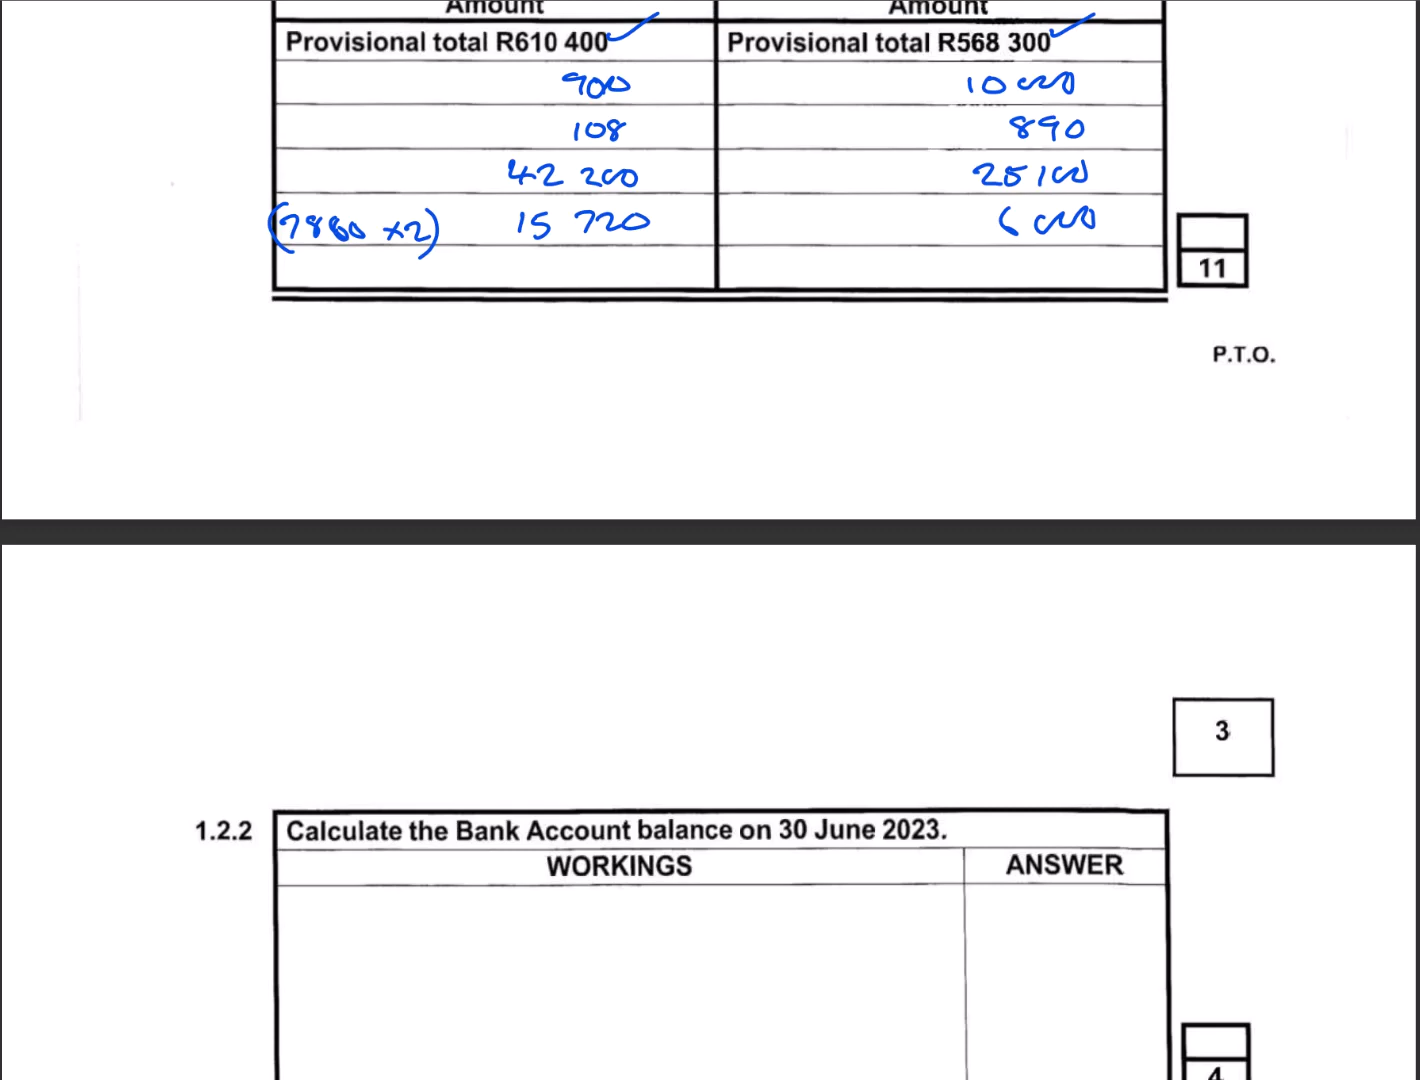 Amount Amount
Provisional total R610 400 Provisional total R568 300
900 10 000
108 890
42 200 25 100
(7860 x2) 15 720 6 000
11
P.T.O.
3
1.2.2 Calculate the Bank Account balance on 30 June 2023.
WORKINGS ANSWER
4